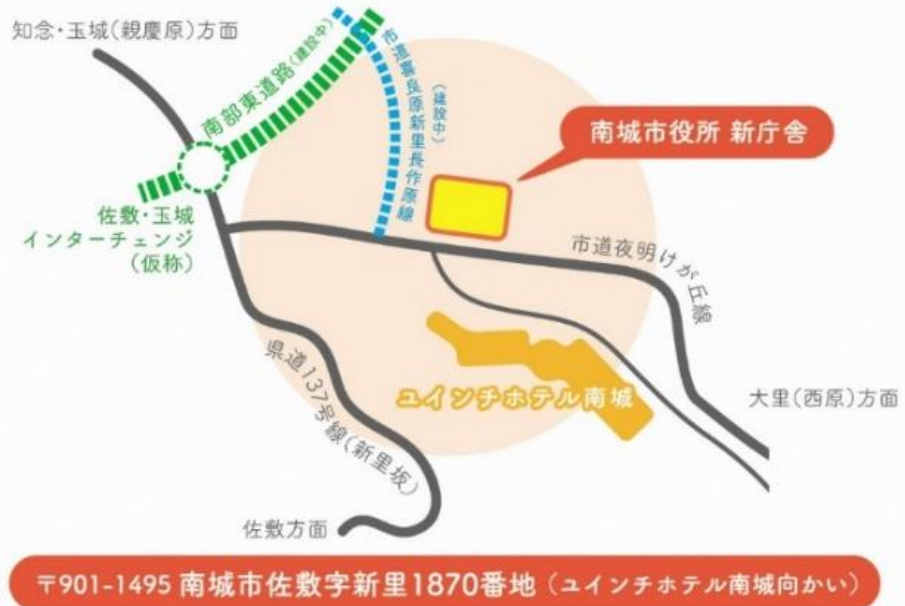 知念・玉城(親慶原)方面
南部東道路(建設中)
市道喜良原新里長作原線
(建設中)
南城市役所 新庁舎
佐敷・玉城
インターチェンジ
(仮称)
市道夜明けが丘線
県道137号線(新里坂)
ユインチホテル南城
大里(西原)方面
佐敷方面
〒901-1495 南城市佐敷字新里1870番地（ユインチホテル南城向かい）